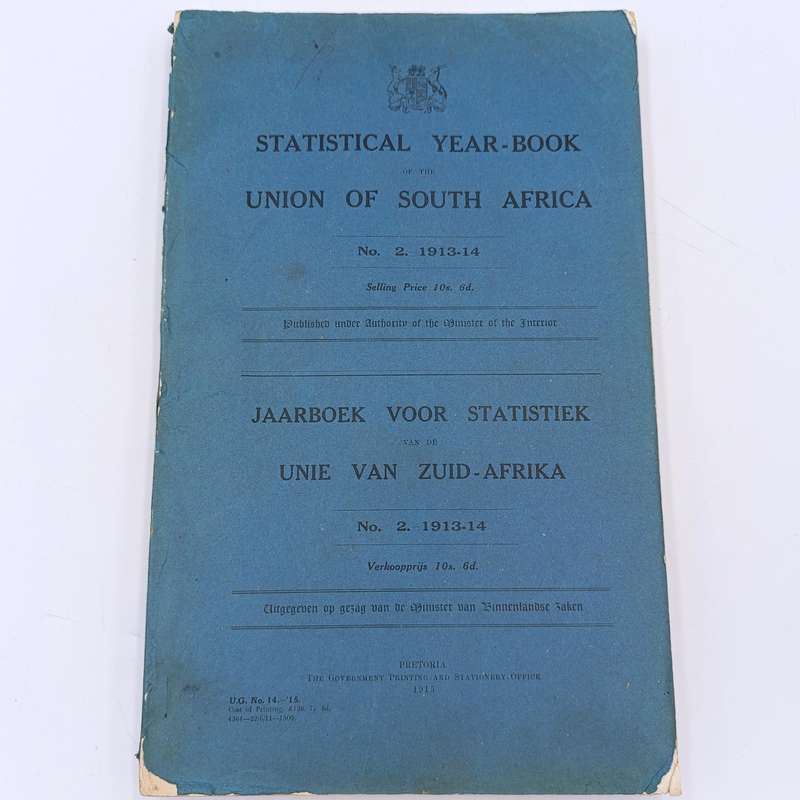 STATISTICAL YEAR-BOOK
OF THE
UNION OF SOUTH AFRICA
No. 2. 1913-14
Selling Price 10s. 6d.
Published under Authority of the Minister of the Interior
JAARBOEK VOOR STATISTIEK
VAN DE
UNIE VAN ZUID-AFRIKA
No. 2. 1913-14
Verkoopprijs 10s. 6d.
Uitgegeven op gezag van de Minister van Binnenlandse Zaken
PRETORIA
THE GOVERNMENT PRINTING AND STATIONERY OFFICE
1915
U.G. No. 14.—'15.
Cost of Printing,